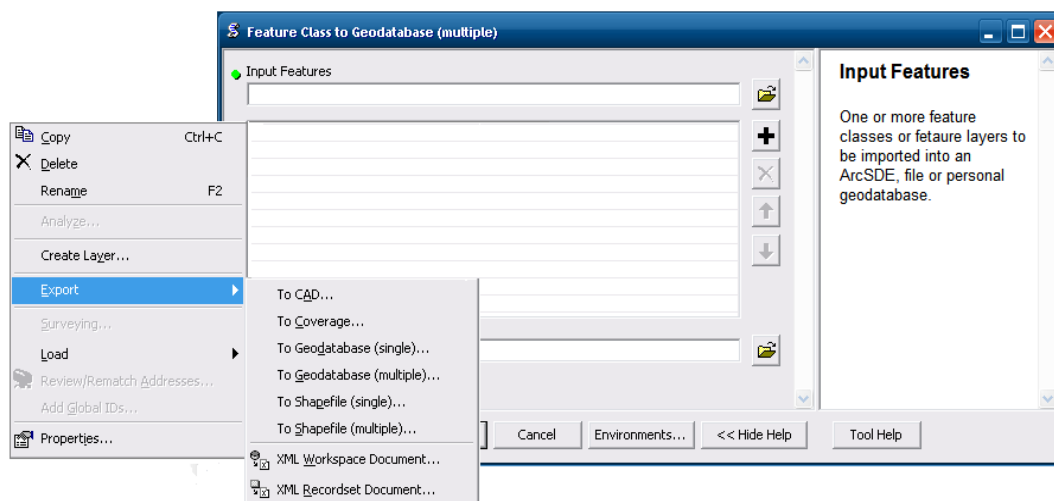 Feature Class to Geodatabase (multiple)
Input Features
Input Features
One or more feature
classes or fetaure layers to
be imported into an
ArcSDE, file or personal
geodatabase.
Copy Ctrl+C
Delete
Rename F2
Analyze...
Create Layer...
Export
Surveying...
Load
Review/Rematch Addresses...
Add Global IDs...
Properties...
To CAD...
To Coverage...
To Geodatabase (single)...
To Geodatabase (multiple)...
To Shapefile (single)...
To Shapefile (multiple)...
XML Workspace Document...
XML Recordset Document...
Cancel
Environments...
<< Hide Help
Tool Help